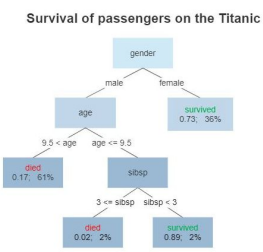 Survival of passengers on the Titanic
gender
male female
age
survived
0.73; 36%
9.5 < age age <= 9.5
died
0.17; 61%
sibsp
3 <= sibsp sibsp < 3
died
0.02; 2%
survived
0.89; 2%